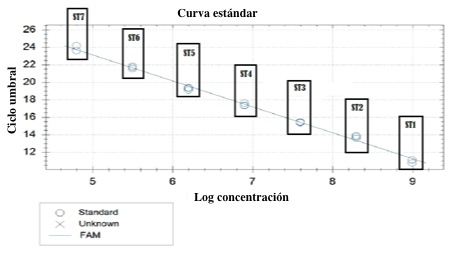 Curva estándar
ST7
ST6
ST5
ST4
ST3
ST2
ST1
Ciclo umbral
26
24
22
20
18
16
14
12
5
6
7
8
9
Log concentración
Standard
Unknown
FAM